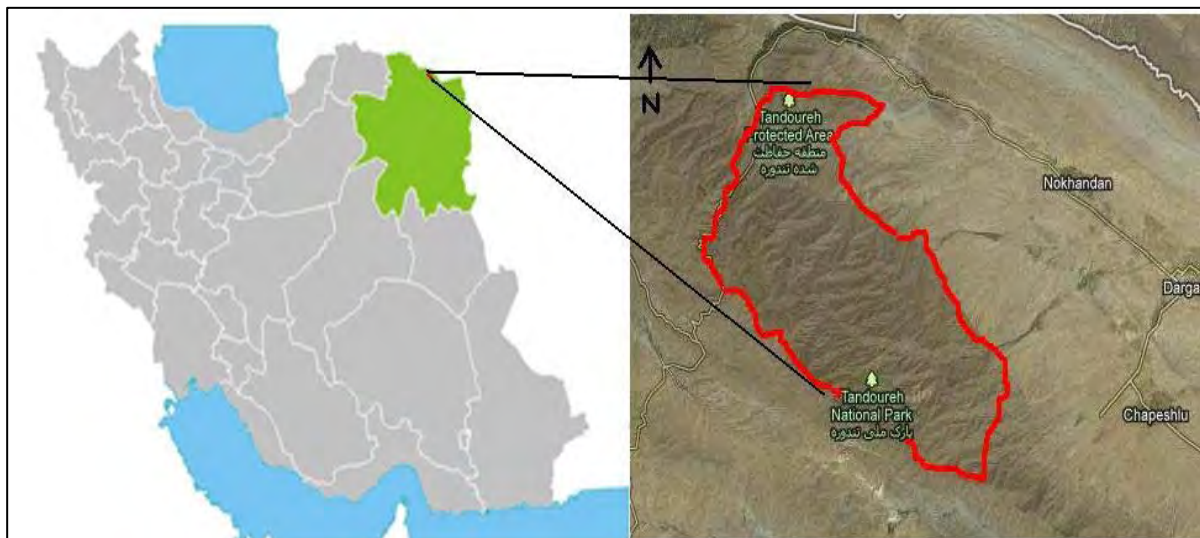 N
Tandoureh
Protected Area
منطقه حفاظت
شده تندوره
Nokhandan
Darga
Tandoureh
National Park
پارک ملی تندوره
Chapeshlu